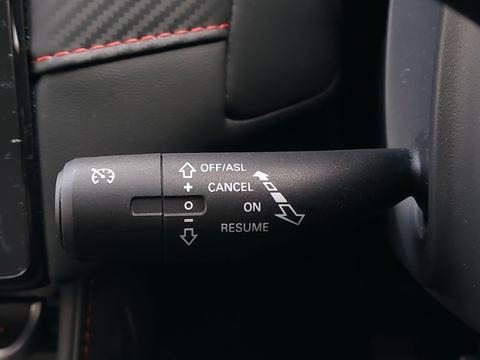 OFF/ASL
+ CANCEL
O ON
− RESUME